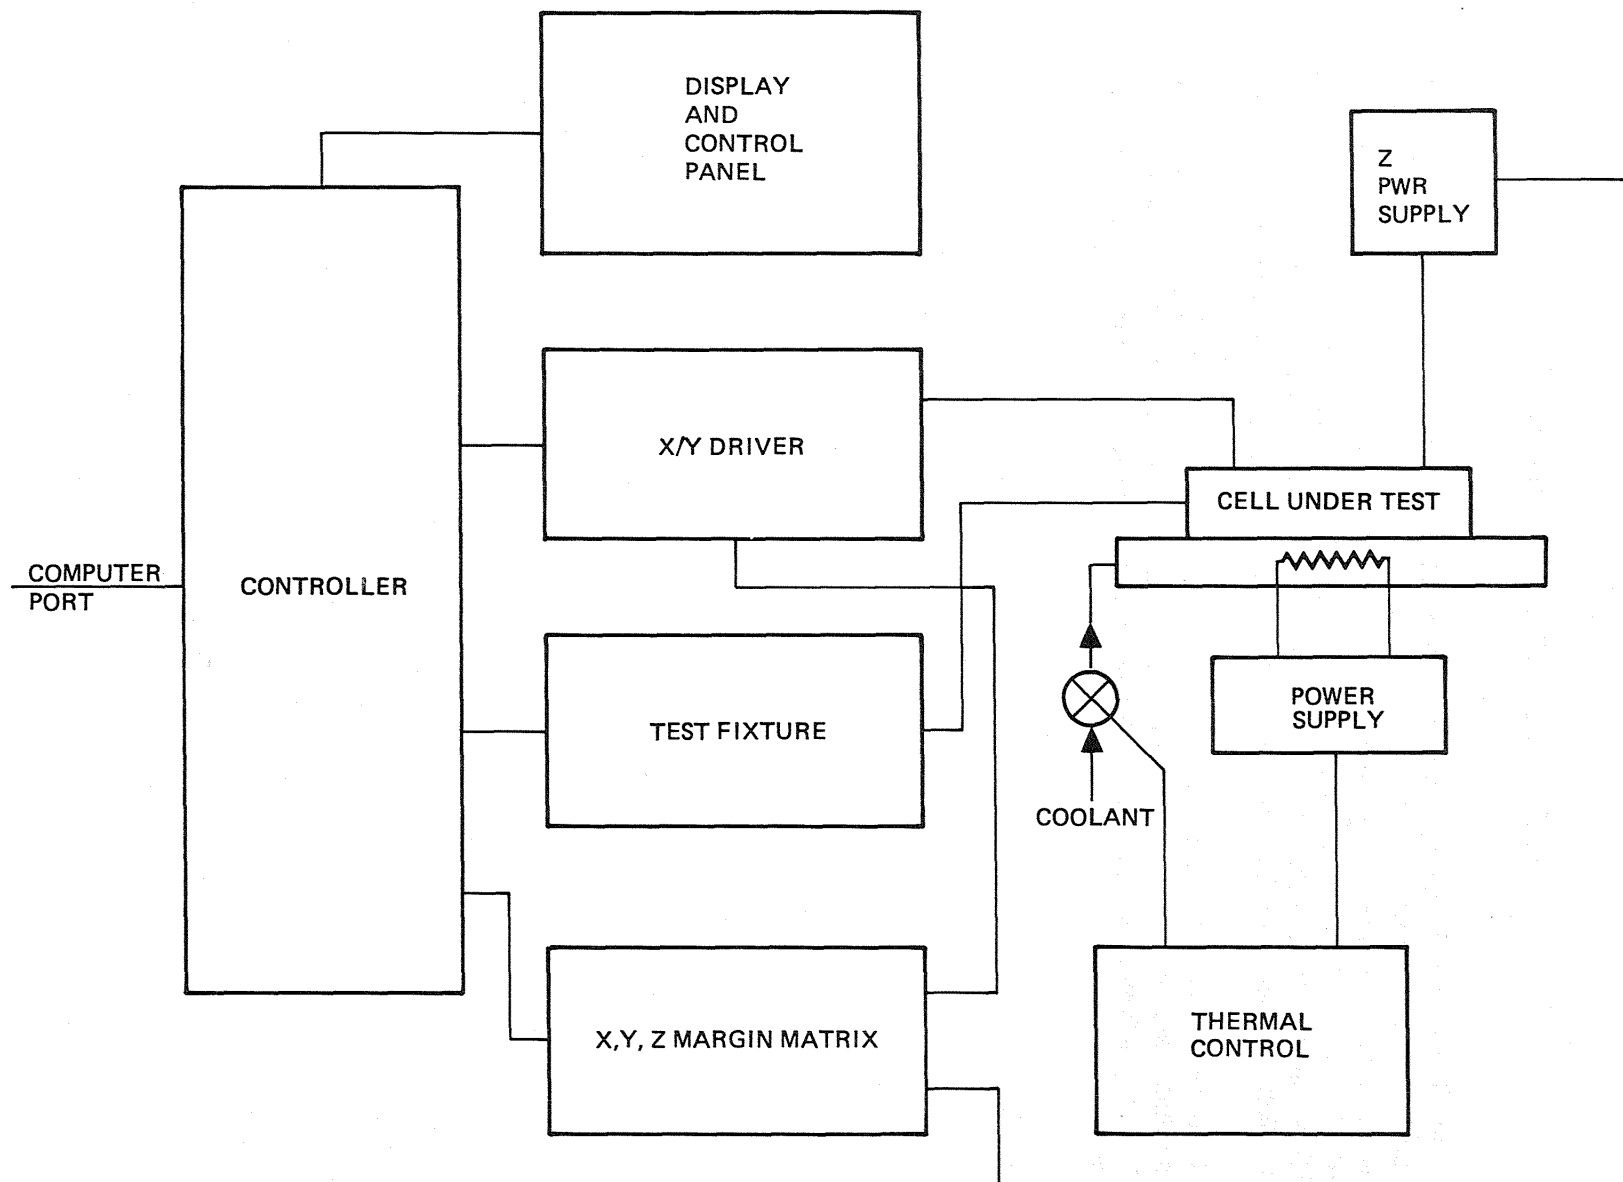 DISPLAY
AND
CONTROL
PANEL
Z
PWR
SUPPLY
X/Y DRIVER
CELL UNDER TEST
COMPUTER
PORT
CONTROLLER
TEST FIXTURE
POWER
SUPPLY
COOLANT
X,Y, Z MARGIN MATRIX
THERMAL
CONTROL